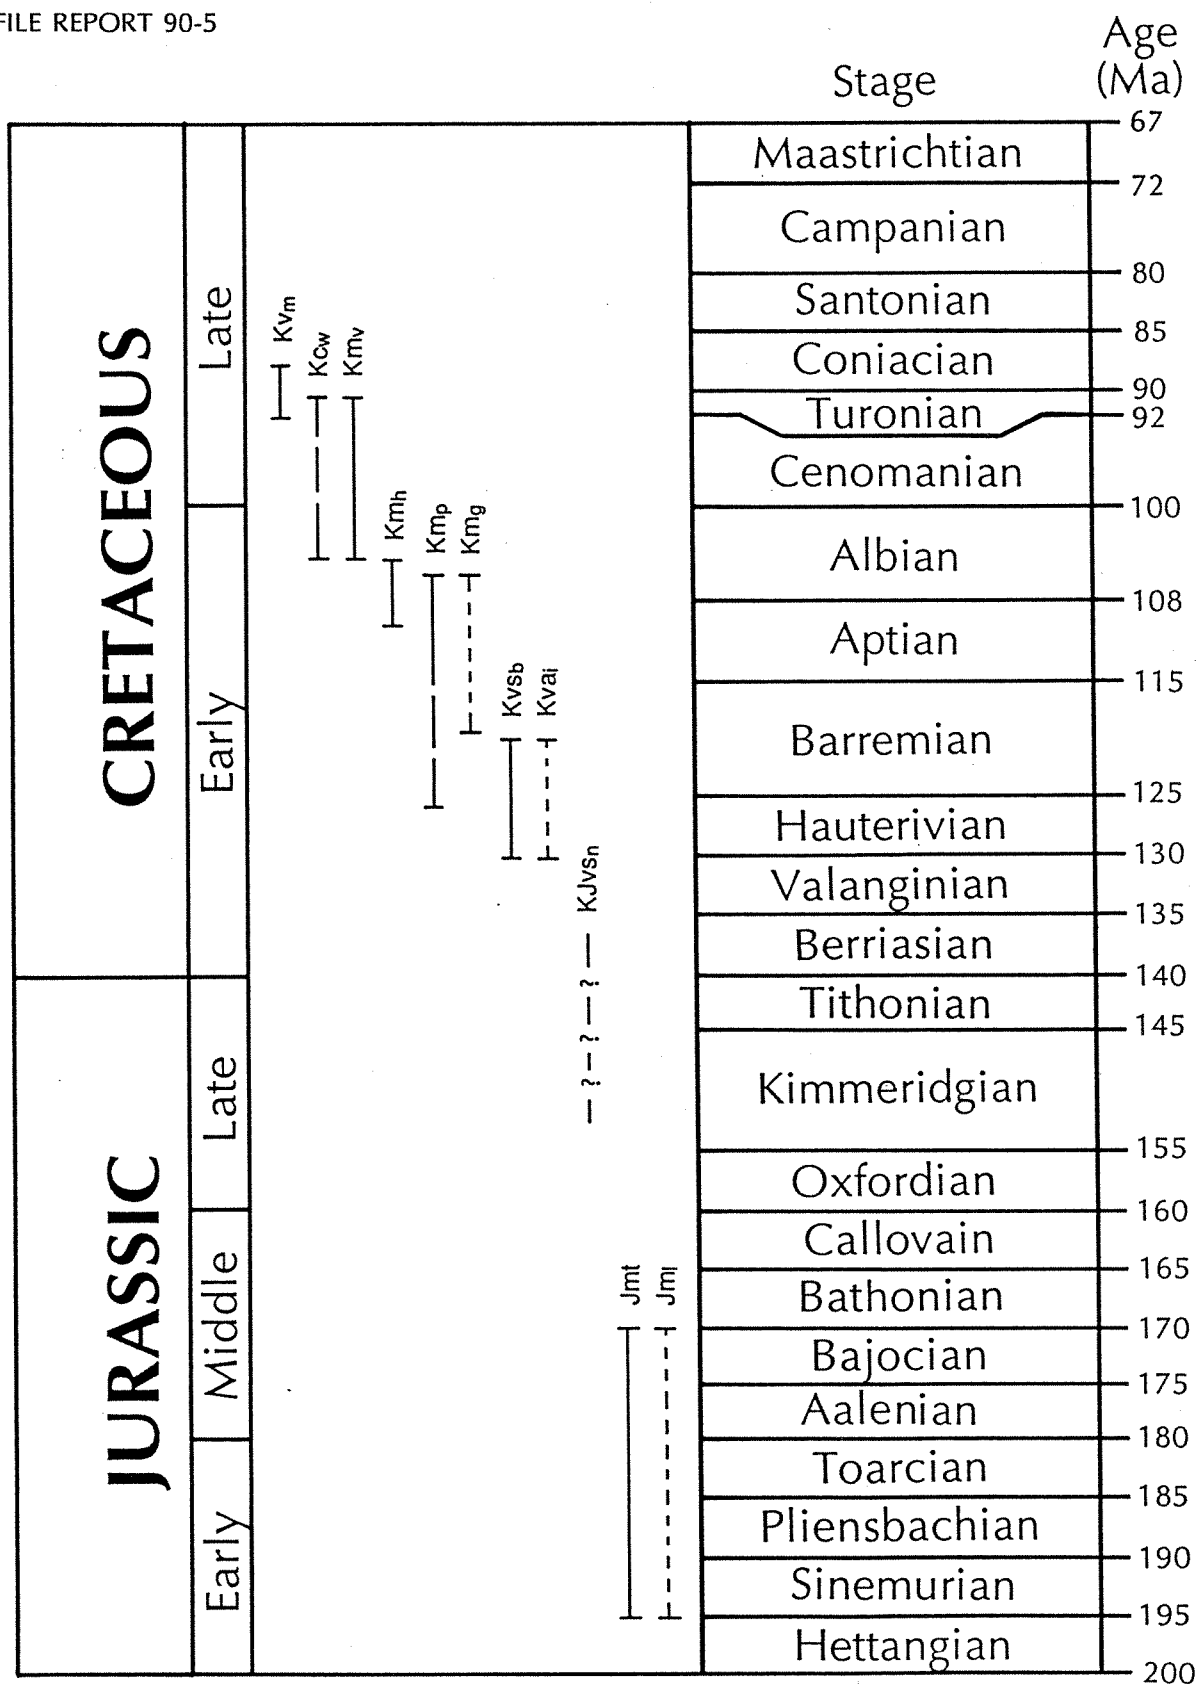 FILE REPORT 90-5
Age
(Ma)
Stage
67
Maastrichtian
72
Campanian
80
Santonian
85
Coniacian
90
Turonian
92
Cenomanian
100
Albian
108
Aptian
115
Barremian
125
Hauterivian
130
Valanginian
135
Berriasian
140
Tithonian
145
Kimmeridgian
155
Oxfordian
160
Callovain
165
Bathonian
170
Bajocian
175
Aalenian
180
Toarcian
185
Pliensbachian
190
Sinemurian
195
Hettangian
200
CRETACEOUS
Late
Early
JURASSIC
Late
Middle
Early
Kvm
Kcw
Kmv
Kmh
Kmp
Kmg
Kvsb
Kvai
KJvsn
— ? — ? — ? —
Jmt
Jml